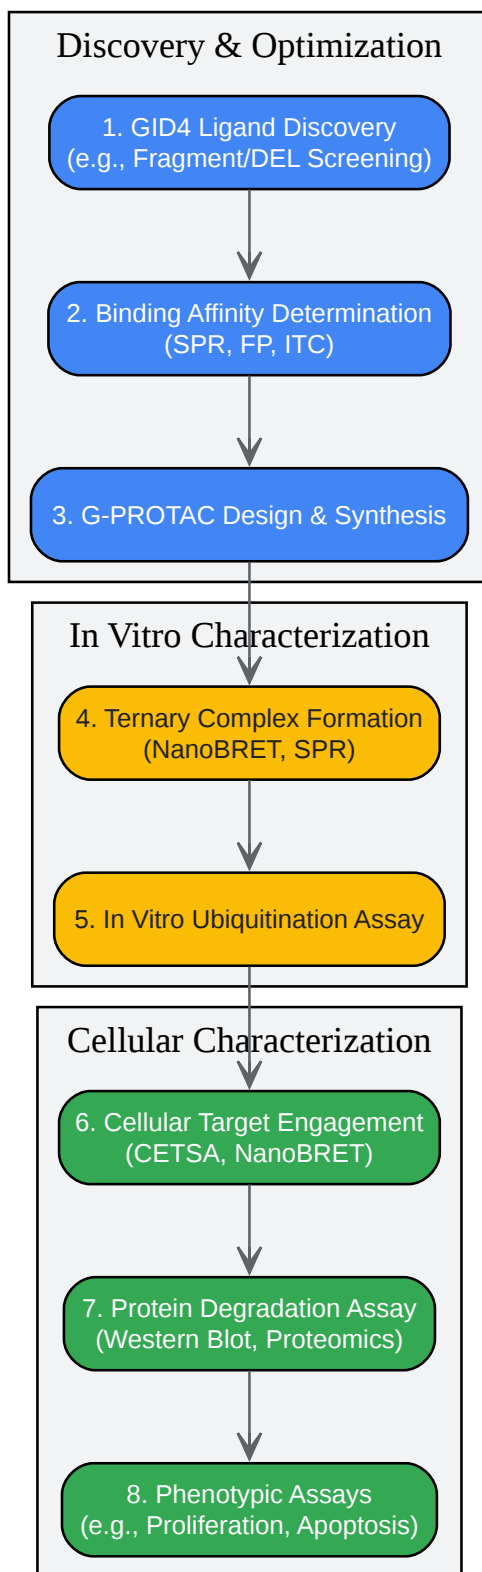 Discovery & Optimization
1. GID4 Ligand Discovery
(e.g., Fragment/DEL Screening)
2. Binding Affinity Determination
(SPR, FP, ITC)
3. G-PROTAC Design & Synthesis
In Vitro Characterization
4. Ternary Complex Formation
(NanoBRET, SPR)
5. In Vitro Ubiquitination Assay
Cellular Characterization
6. Cellular Target Engagement
(CETSA, NanoBRET)
7. Protein Degradation Assay
(Western Blot, Proteomics)
8. Phenotypic Assays
(e.g., Proliferation, Apoptosis)